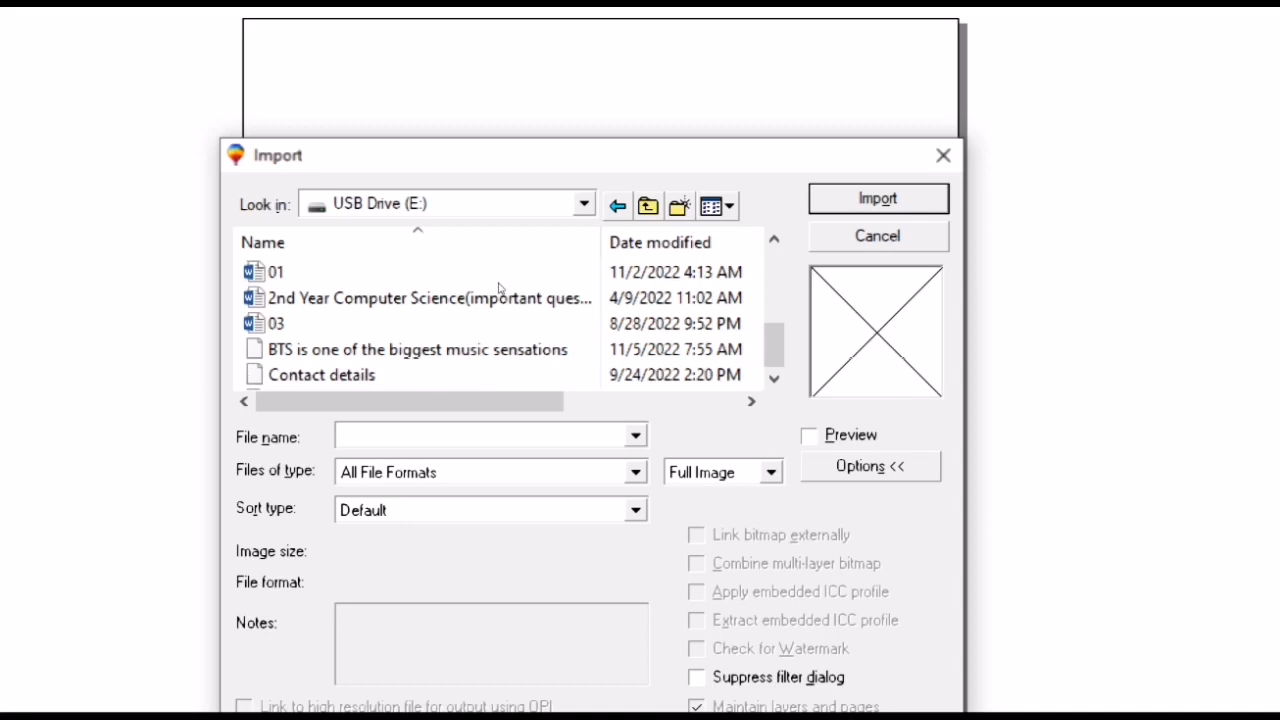 Import
Look in: USB Drive (E:)
Import
Cancel
Name Date modified
01 11/2/2022 4:13 AM
2nd Year Computer Science(important ques... 4/9/2022 11:02 AM
03 8/28/2022 9:52 PM
BTS is one of the biggest music sensations 11/5/2022 7:55 AM
Contact details 9/24/2022 2:20 PM
File name:
Preview
Files of type: All File Formats Full Image Options <<
Sort type: Default
Link bitmap externally
Image size:
Combine multi-layer bitmap
File format:
Apply embedded ICC profile
Notes:
Extract embedded ICC profile
Check for Watermark
Suppress filter dialog
Link to high resolution file for output using OPI
Maintain layers and pages